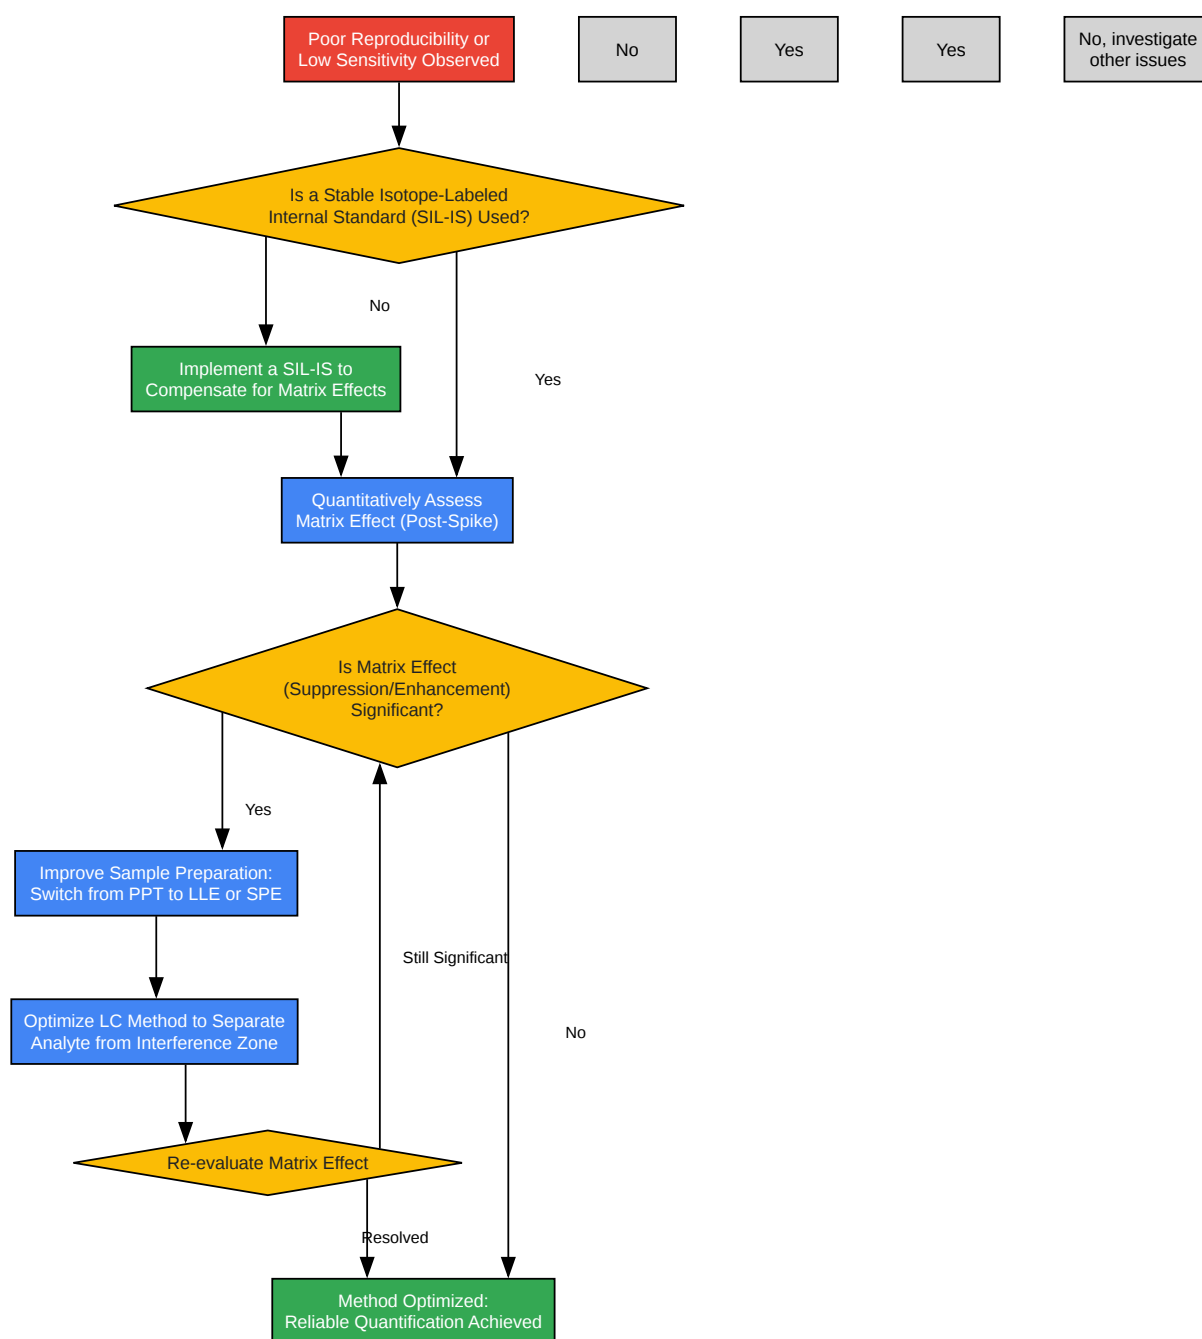 Poor Reproducibility or
Low Sensitivity Observed
No
Yes
Yes
No, investigate
other issues
Is a Stable Isotope-Labeled
Internal Standard (SIL-IS) Used?
No
Implement a SIL-IS to
Compensate for Matrix Effects
Yes
Quantitatively Assess
Matrix Effect (Post-Spike)
Is Matrix Effect
(Suppression/Enhancement)
Significant?
Yes
Improve Sample Preparation:
Switch from PPT to LLE or SPE
Still Significant
Optimize LC Method to Separate
Analyte from Interference Zone
No
Re-evaluate Matrix Effect
Resolved
Method Optimized:
Reliable Quantification Achieved